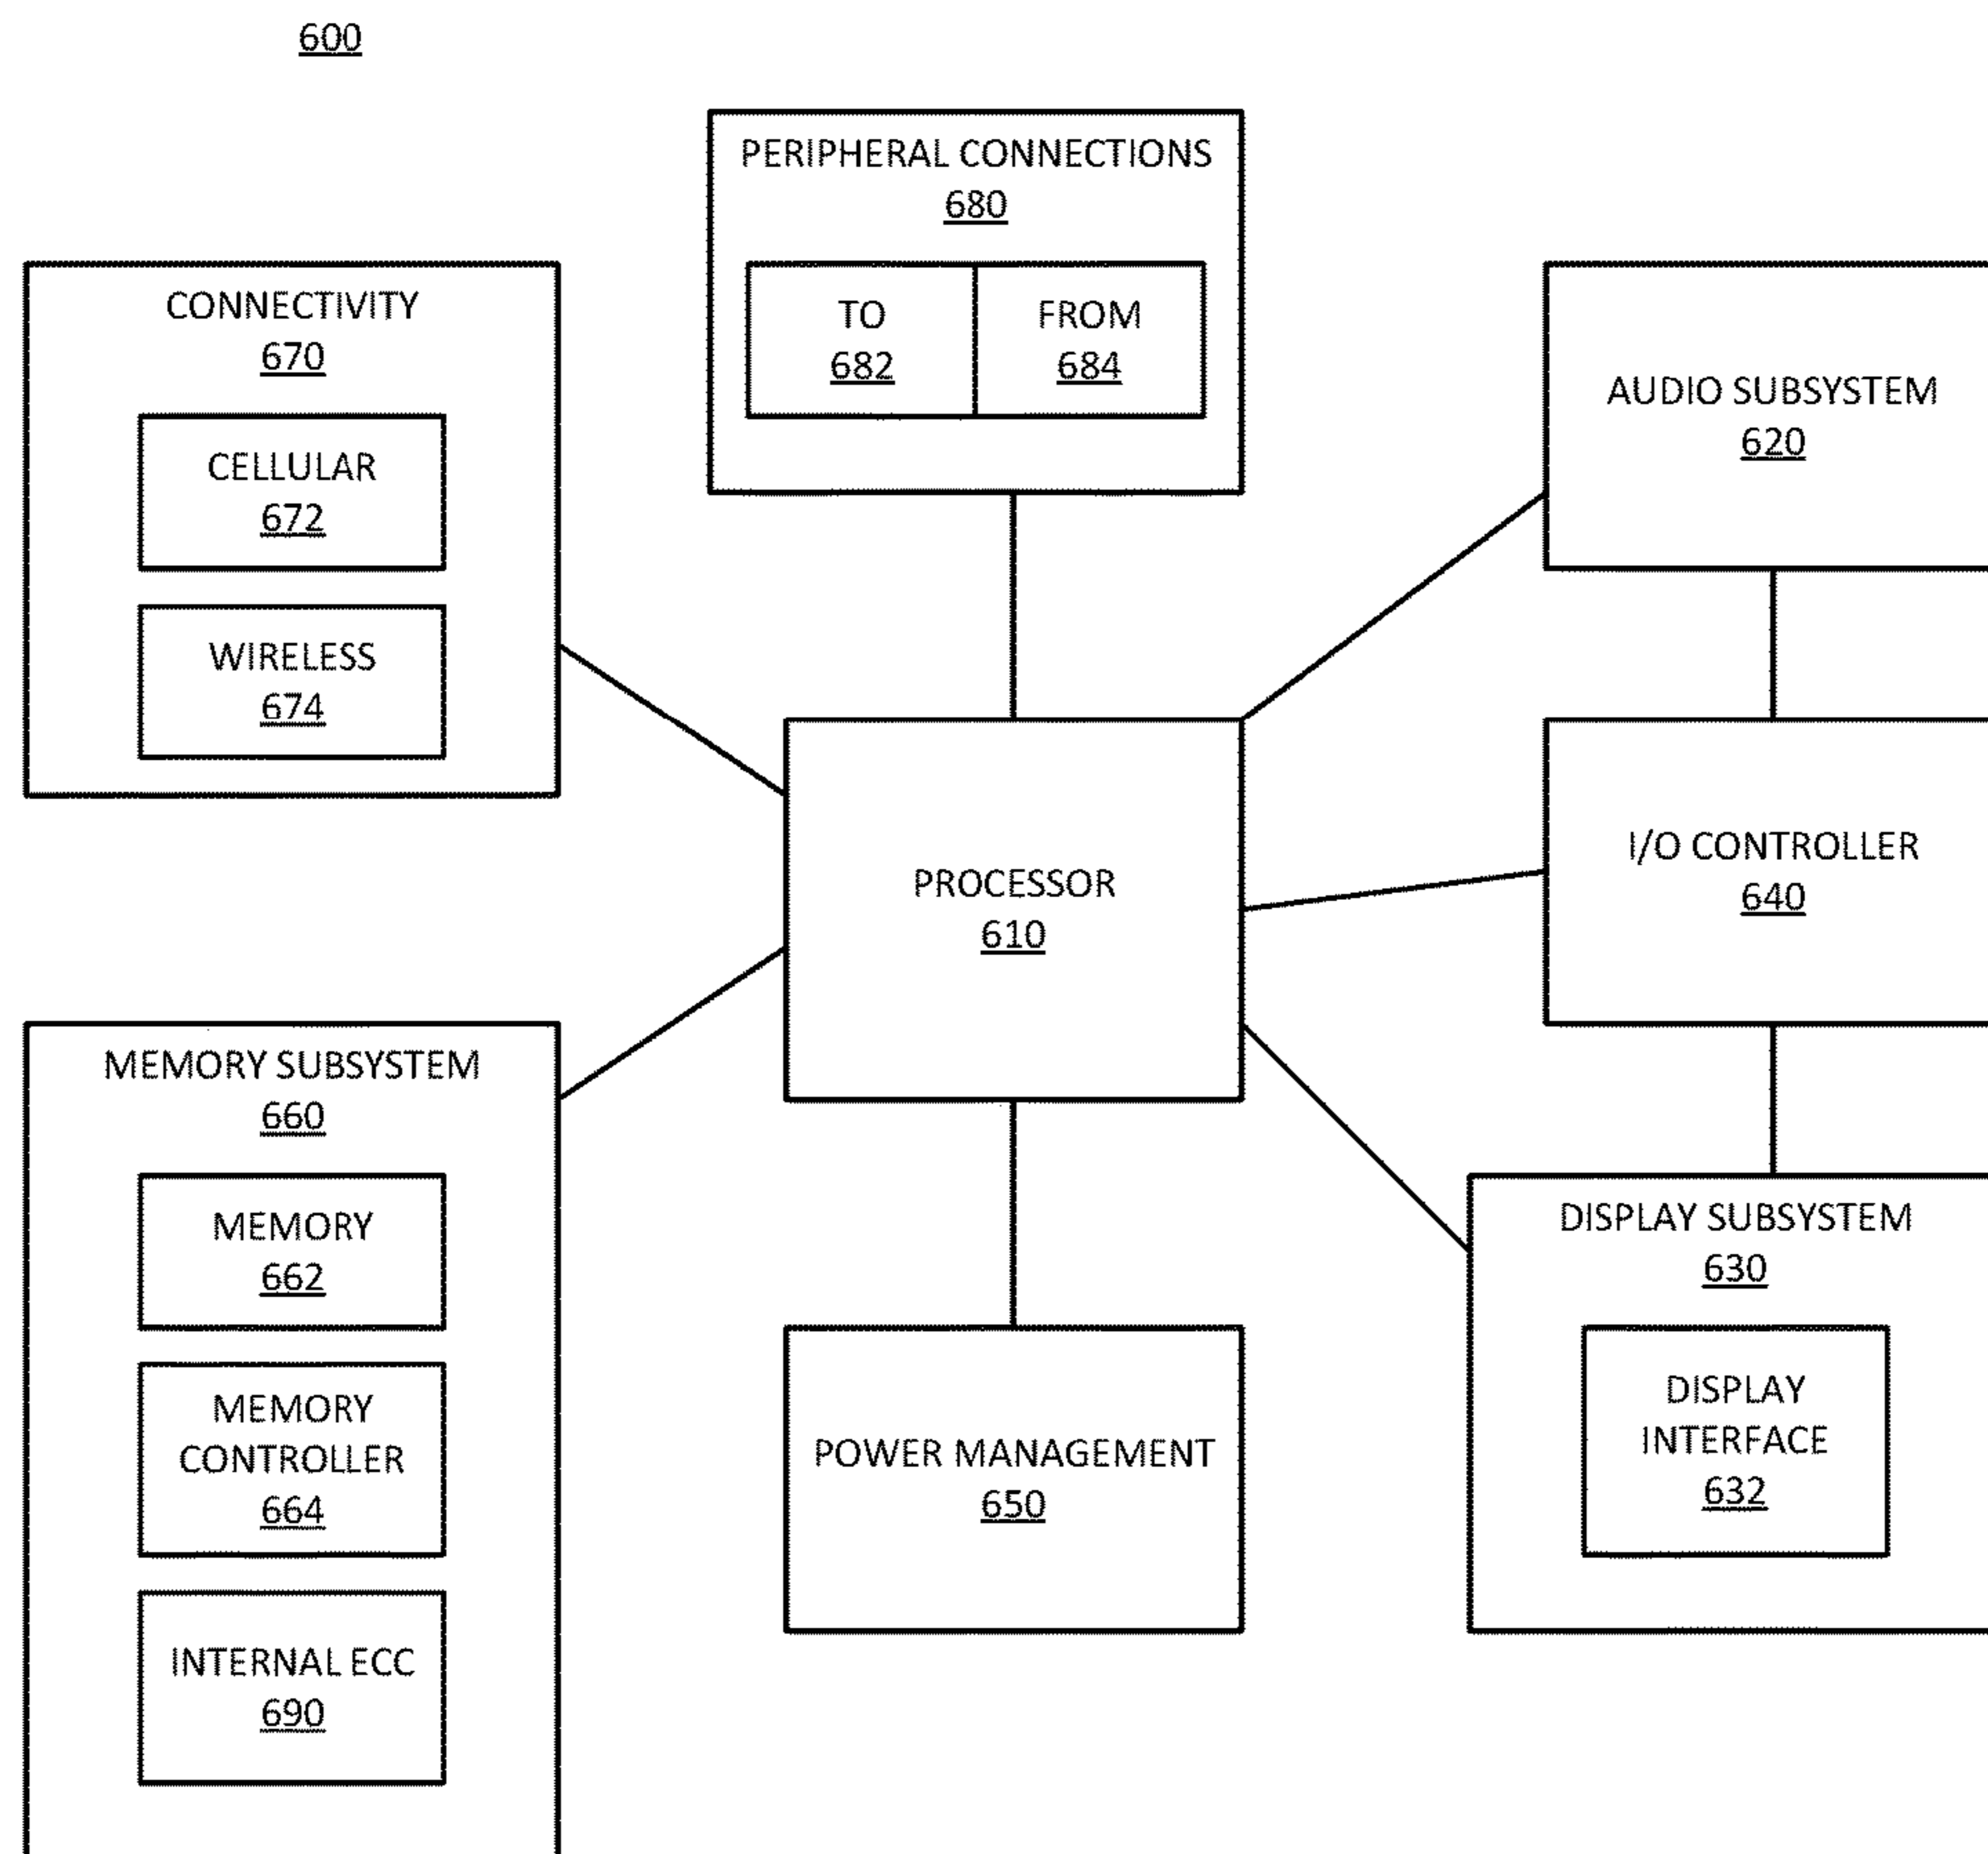 600
PERIPHERAL CONNECTIONS
680
TO
682
FROM
684
CONNECTIVITY
670
CELLULAR
672
WIRELESS
674
AUDIO SUBSYSTEM
620
PROCESSOR
610
I/O CONTROLLER
640
MEMORY SUBSYSTEM
660
MEMORY
662
MEMORY
CONTROLLER
664
INTERNAL ECC
690
POWER MANAGEMENT
650
DISPLAY SUBSYSTEM
630
DISPLAY
INTERFACE
632